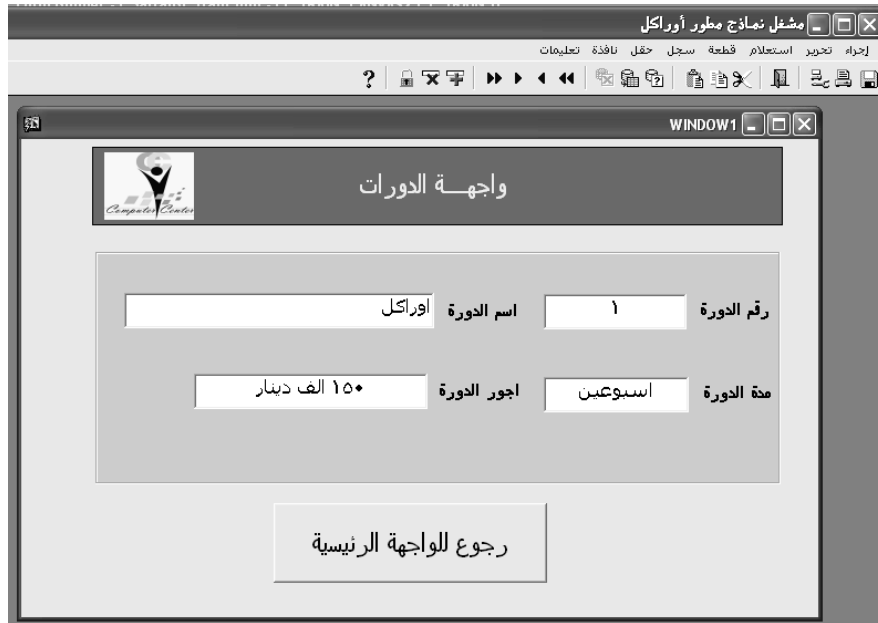 مشغل نماذج مطور أوراكل
إجراء تحرير استعلام قطعة سجل حقل نافذة تعليمات
WINDOW1
واجهـــة الدورات
Computer Center
رقم الدورة ١ اسم الدورة اوراكل
مدة الدورة اسبوعين اجور الدورة ١٥٠ الف دينار
رجوع للواجهة الرئيسية